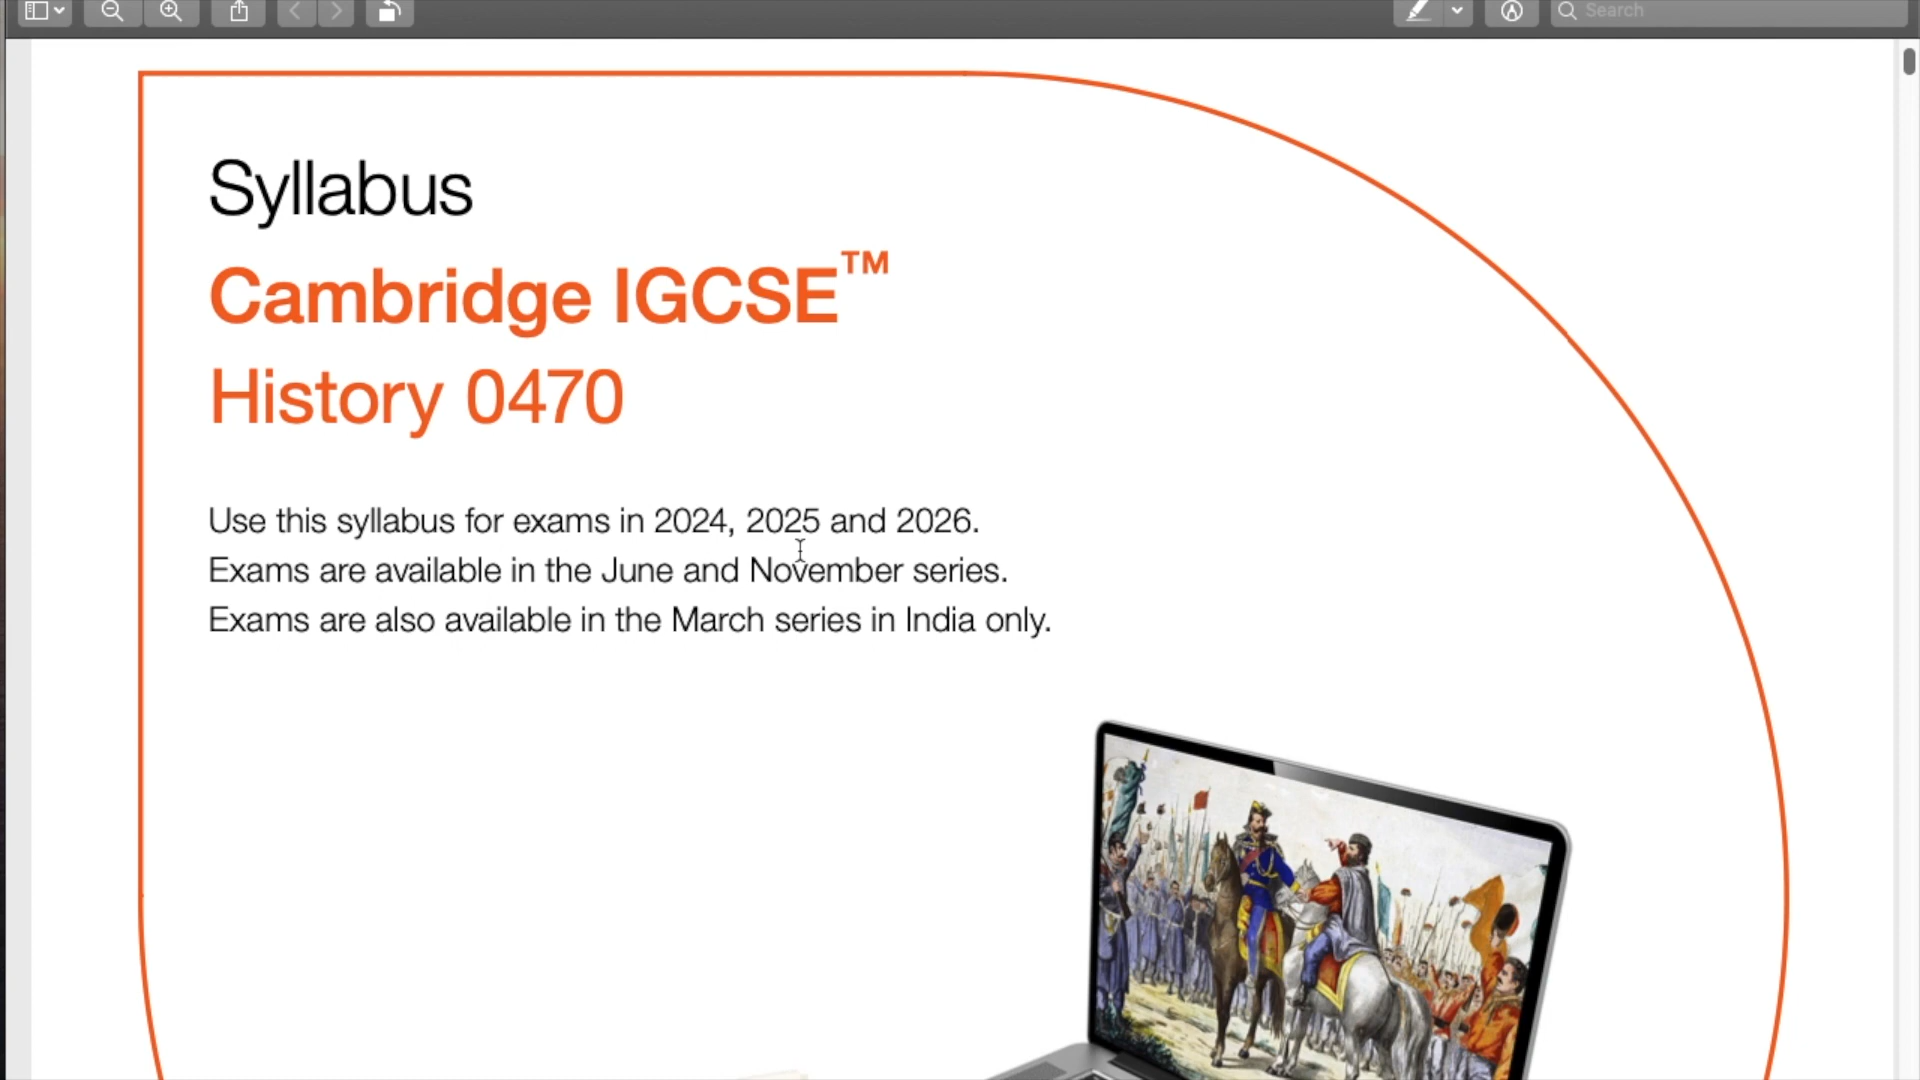 Search
Syllabus
Cambridge IGCSE™
History 0470
Use this syllabus for exams in 2024, 2025 and 2026.
Exams are available in the June and November series.
Exams are also available in the March series in India only.